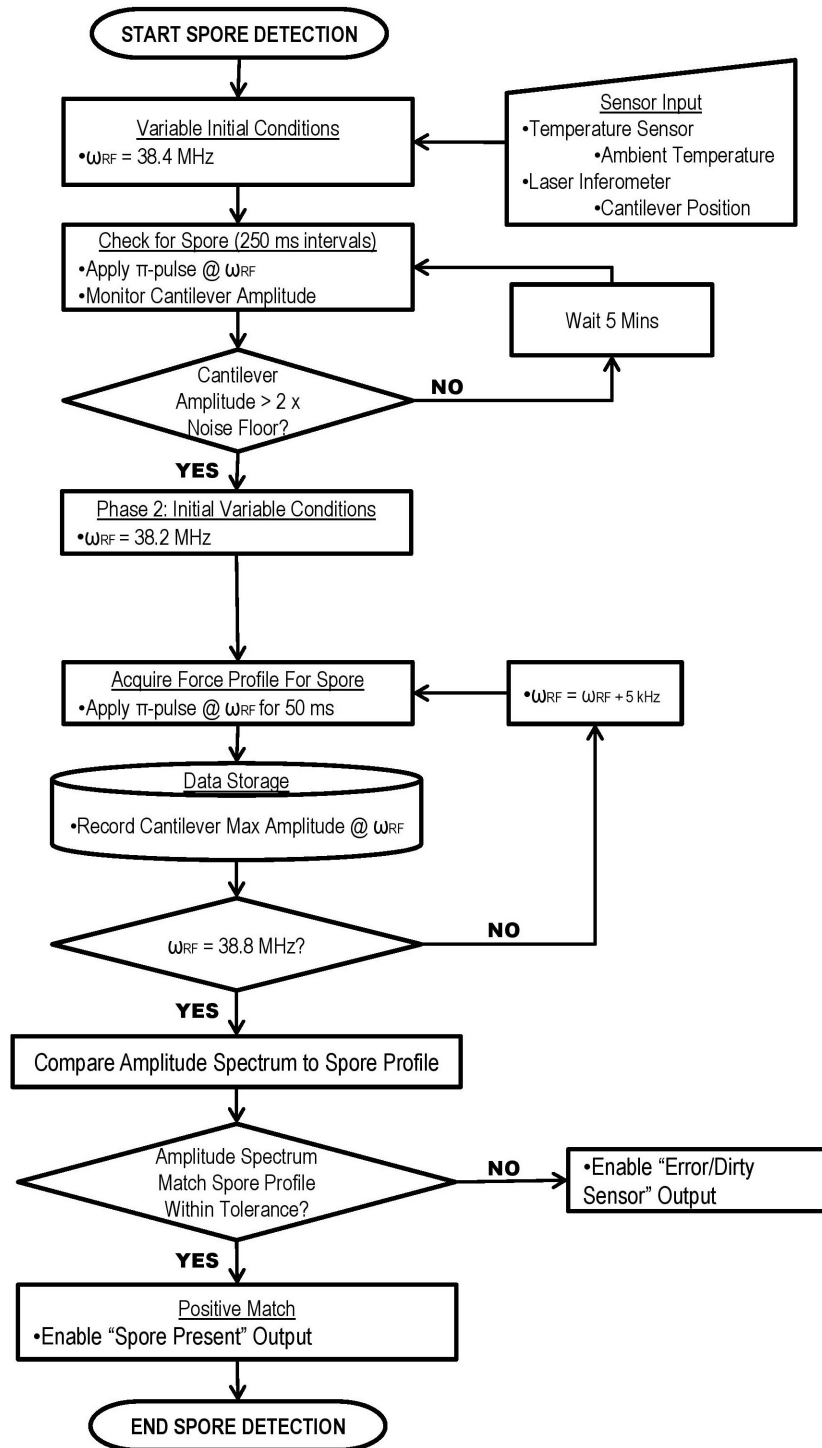 START SPORE DETECTION
Variable Initial Conditions
•ωRF = 38.4 MHz
Sensor Input
•Temperature Sensor
•Ambient Temperature
•Laser Inferometer
•Cantilever Position
Check for Spore (250 ms intervals)
•Apply π-pulse @ ωRF
•Monitor Cantilever Amplitude
Wait 5 Mins
Cantilever
Amplitude > 2 x
Noise Floor?
NO
YES
Phase 2: Initial Variable Conditions
•ωRF = 38.2 MHz
Acquire Force Profile For Spore
•Apply π-pulse @ ωRF for 50 ms
•ωRF = ωRF + 5 kHz
Data Storage
•Record Cantilever Max Amplitude @ ωRF
ωRF = 38.8 MHz?
NO
YES
Compare Amplitude Spectrum to Spore Profile
Amplitude Spectrum
Match Spore Profile
Within Tolerance?
NO
•Enable “Error/Dirty
Sensor” Output
YES
Positive Match
•Enable “Spore Present” Output
END SPORE DETECTION